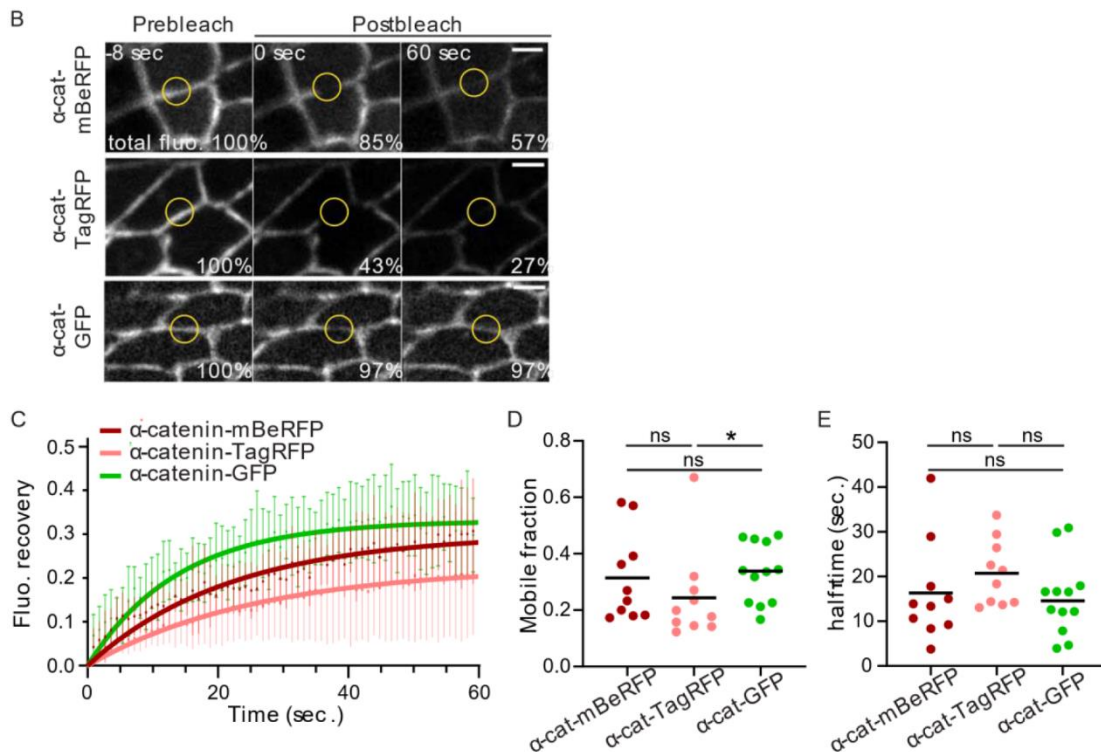 B
Prebleach Postbleach
-8 sec 0 sec 60 sec
α-cat-
mBeRFP
total fluo. 100% 85% 57%
α-cat-
TagRFP
100% 43% 27%
α-cat-
GFP
100% 97% 97%
C
α-catenin-mBeRFP
α-catenin-TagRFP
α-catenin-GFP
Fluo. recovery
0.5
0.4
0.3
0.2
0.1
0.0
0 20 40 60
Time (sec.)
D
ns *
ns
Mobile fraction
0.8
0.6
0.4
0.2
0.0
α-cat-mBeRFP
α-cat-TagRFP
α-cat-GFP
E
ns ns
ns
halftime (sec.)
50
40
30
20
10
0
α-cat-mBeRFP
α-cat-TagRFP
α-cat-GFP